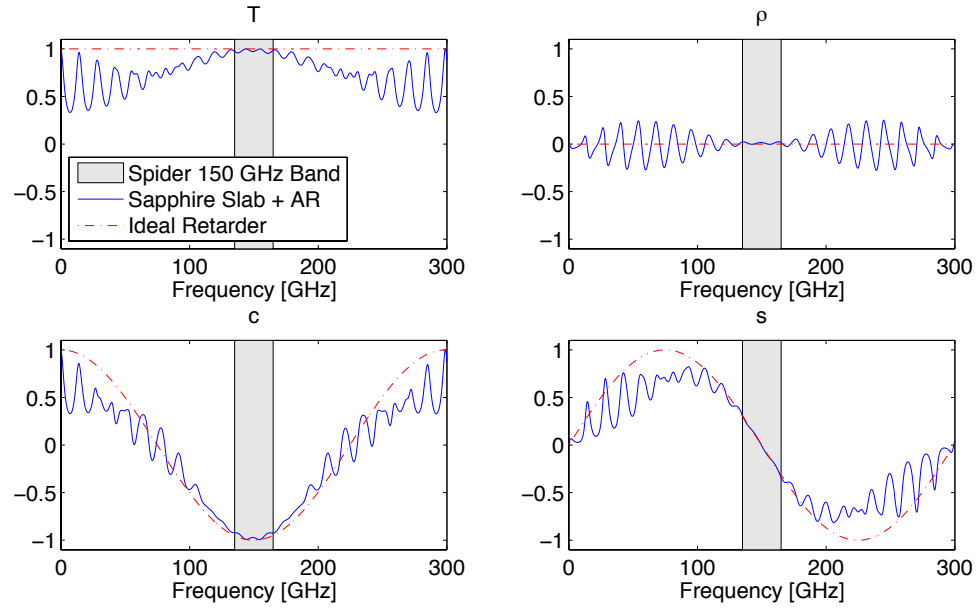 T
1
0.5
0
−0.5
−1
Spider 150 GHz Band
Sapphire Slab + AR
Ideal Retarder
0 100 200 300
Frequency [GHz]
ρ
1
0.5
0
−0.5
−1
0 100 200 300
Frequency [GHz]
c
1
0.5
0
−0.5
−1
0 100 200 300
Frequency [GHz]
s
1
0.5
0
−0.5
−1
0 100 200 300
Frequency [GHz]